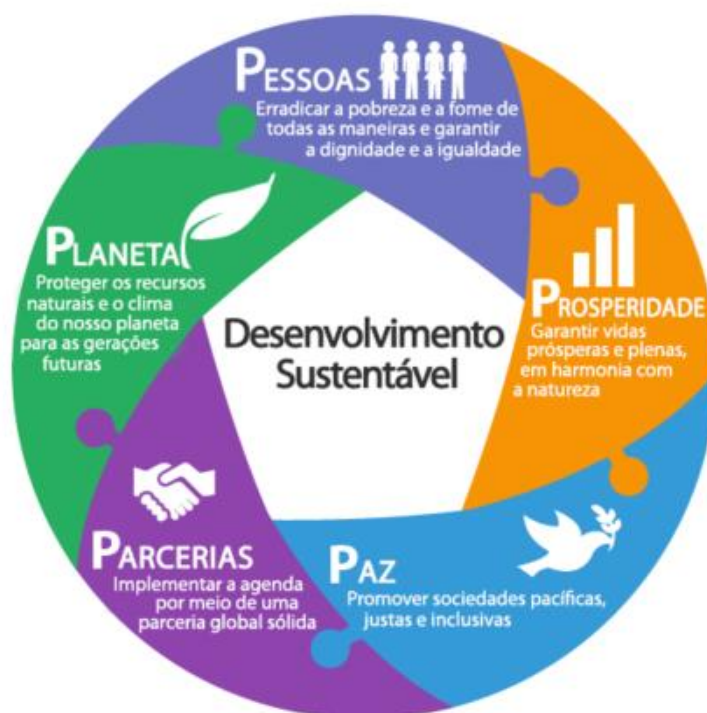 PESSOAS
Erradicar a pobreza e a fome de
todas as maneiras e garantir
a dignidade e a igualdade
PLANETA
Proteger os recursos
naturais e o clima
do nosso planeta
para as gerações
futuras
Desenvolvimento
Sustentável
PROSPERIDADE
Garantir vidas
prósperas e plenas,
em harmonia com
a natureza
PARCERIAS
Implementar a agenda
por meio de uma
parceria global sólida
PAZ
Promover sociedades pacíficas,
justas e inclusivas